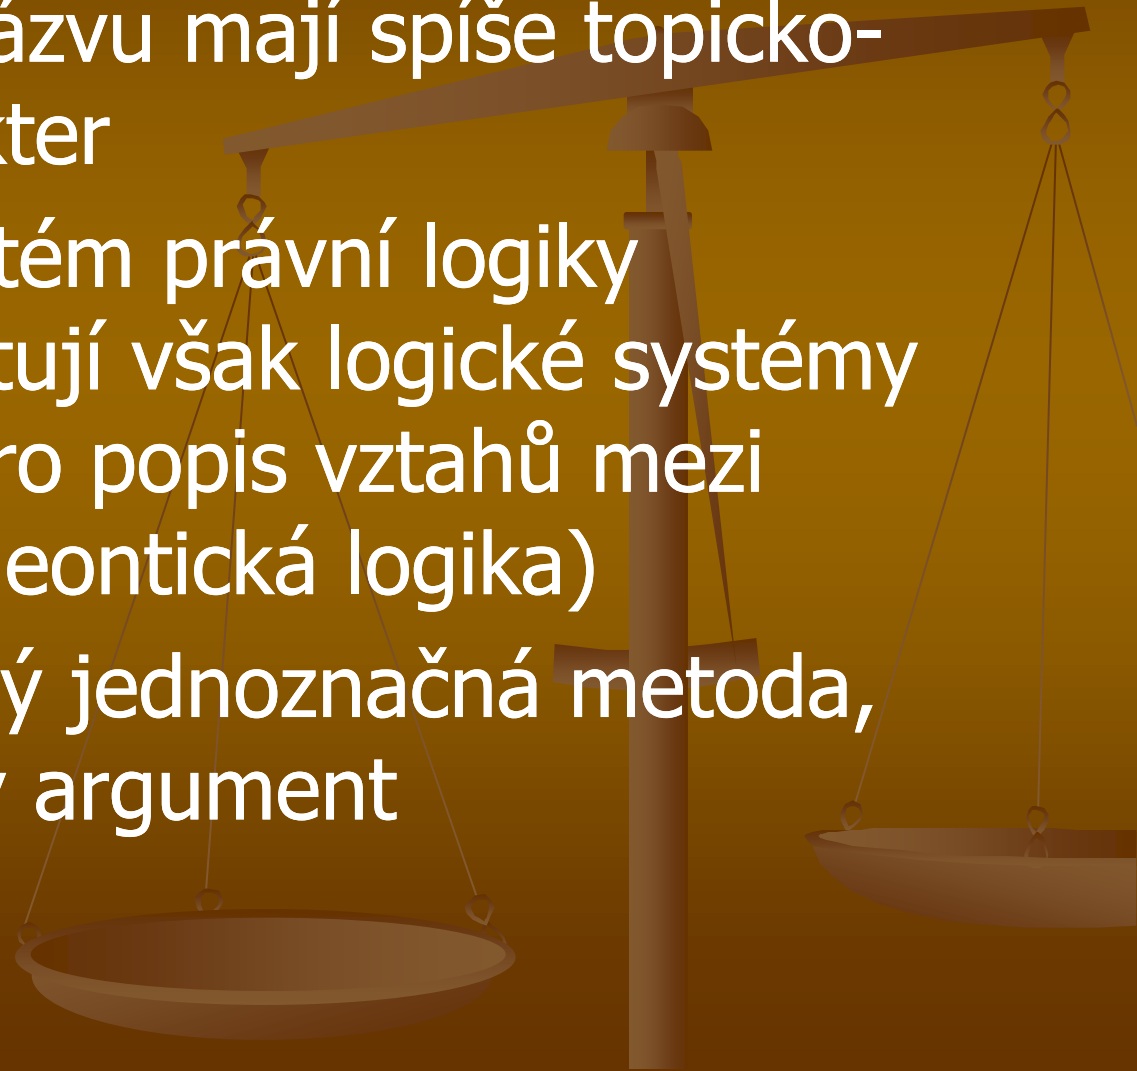 ázvu mají spíše topicko-
kter
tém právní logiky
tují však logické systémy
ro popis vztahů mezi
eontická logika)
ý jednoznačná metoda,
argument